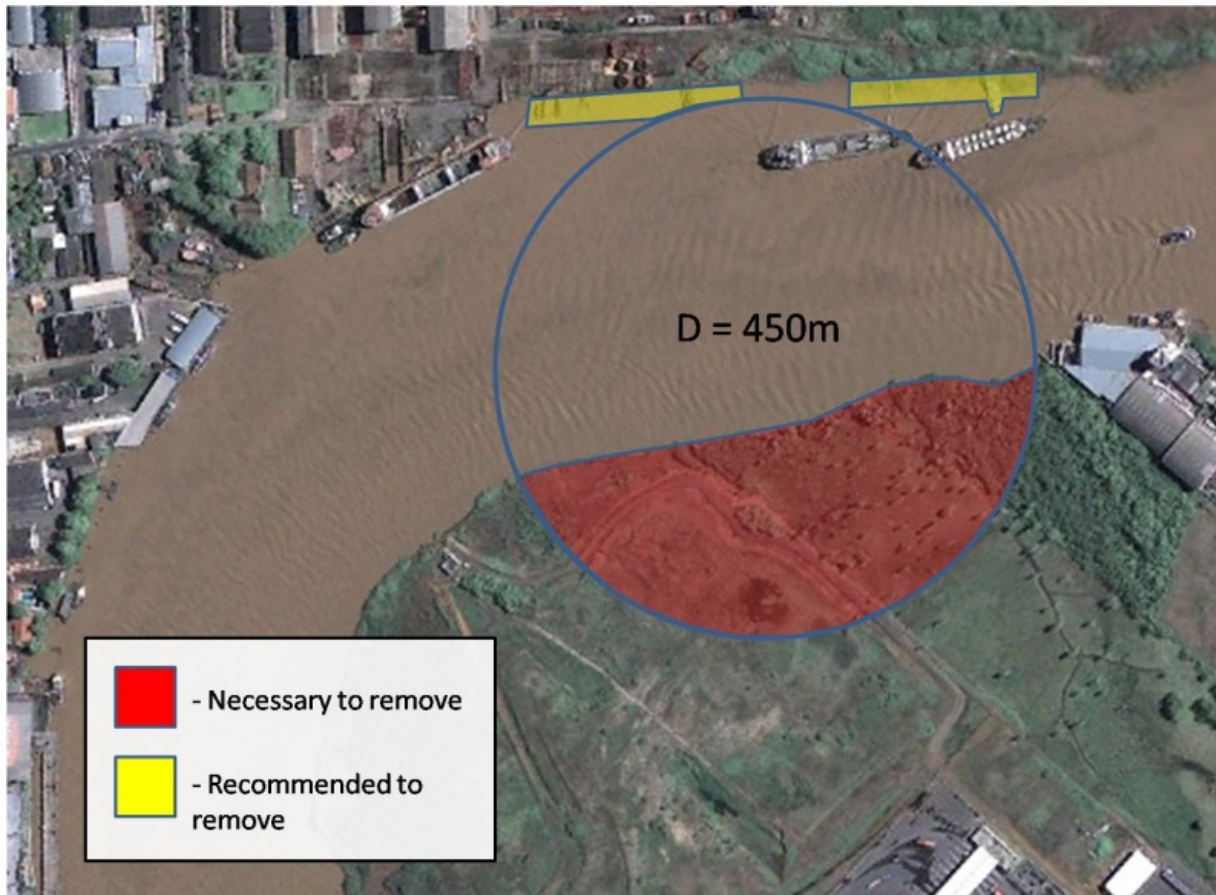 D = 450m
- Necessary to remove
- Recommended to
remove